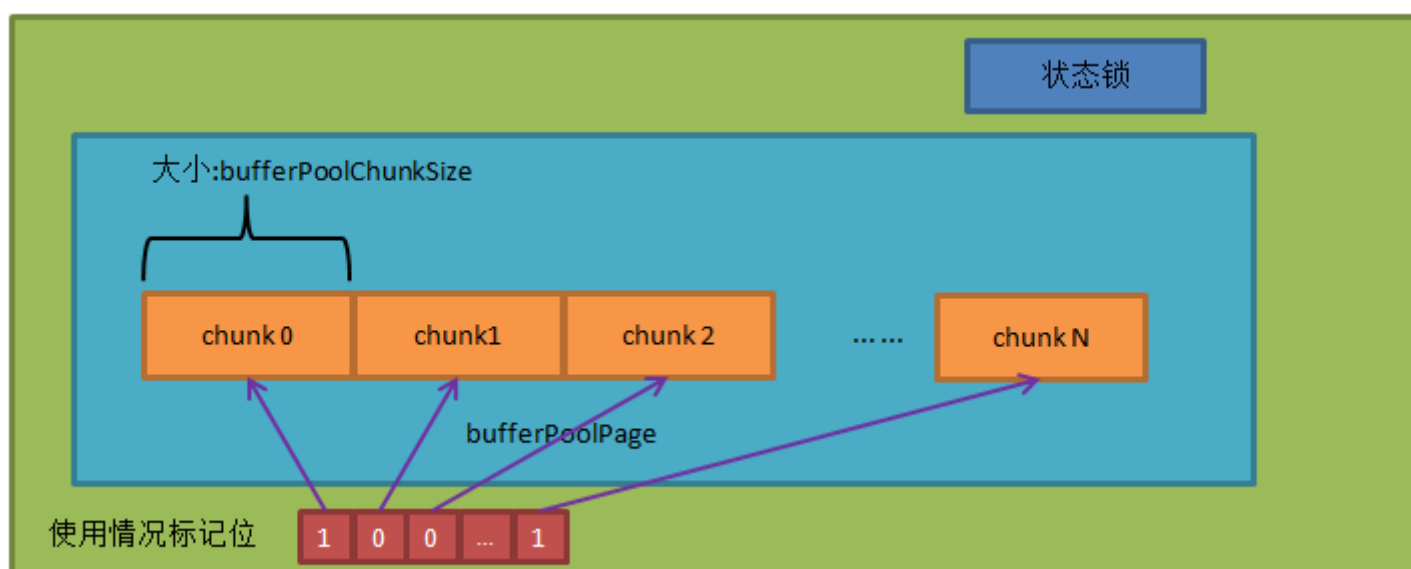 状态锁
大小:bufferPoolChunkSize
chunk 0 chunk1 chunk 2 …… chunk N
bufferPoolPage
使用情况标记位 1 0 0 ... 1